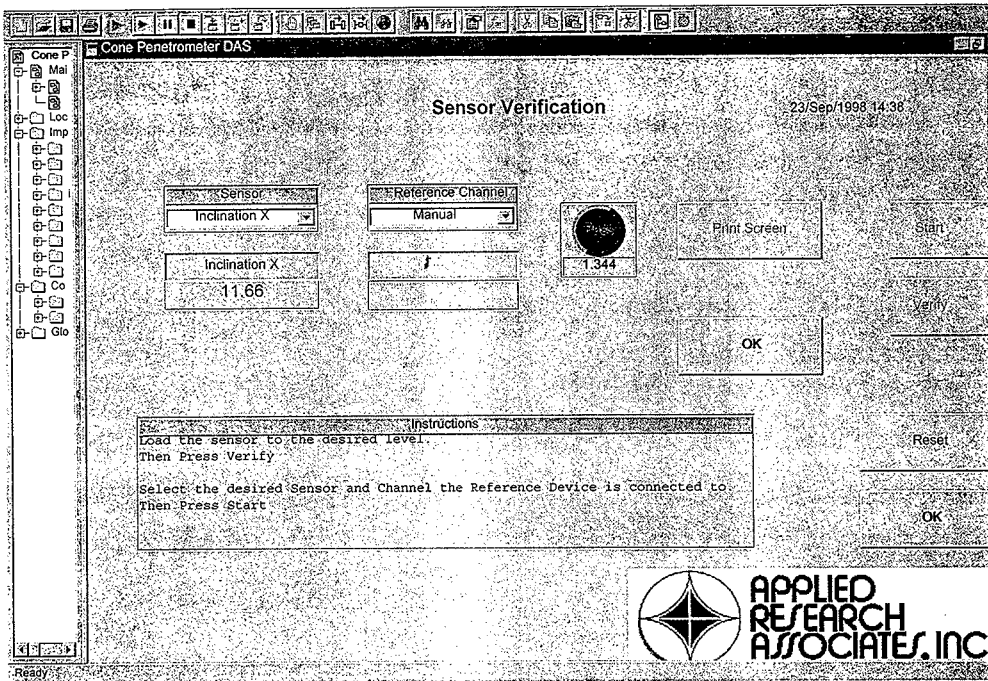 Cone Penetrometer DAS
Cone P
Mai
Loc
Imp
Co
Glo
Sensor Verification
23/Sep/1998 14:38
Sensor
Inclination X
Inclination X
11.66
Reference Channel
Manual
Pass
1.344
Print Screen
OK
Start
Verify
Reset
OK
Instructions
Load the sensor to the desired level.
Then Press Verify
Select the desired Sensor and Channel the Reference Device is connected to.
Then Press Start
APPLIED
RESEARCH
ASSOCIATES, INC
Ready